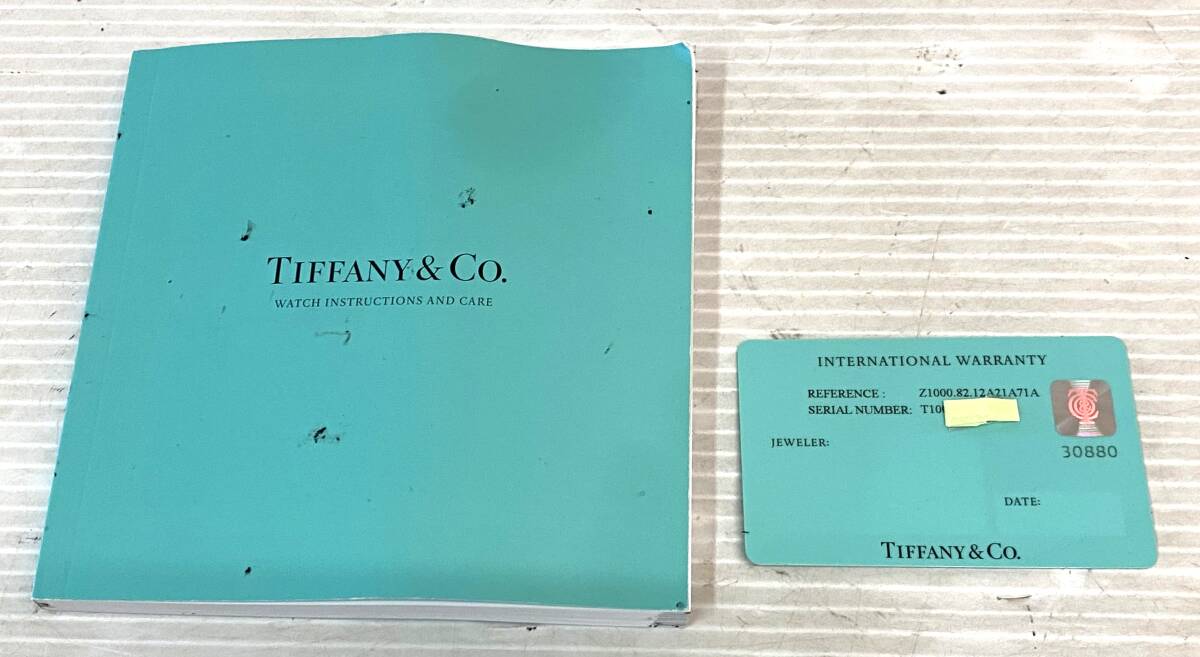 TIFFANY & CO.
WATCH INSTRUCTIONS AND CARE
INTERNATIONAL WARRANTY
REFERENCE : Z1000.82.12A21A71A
SERIAL NUMBER: T100
JEWELER:
30880
DATE:
TIFFANY & CO.